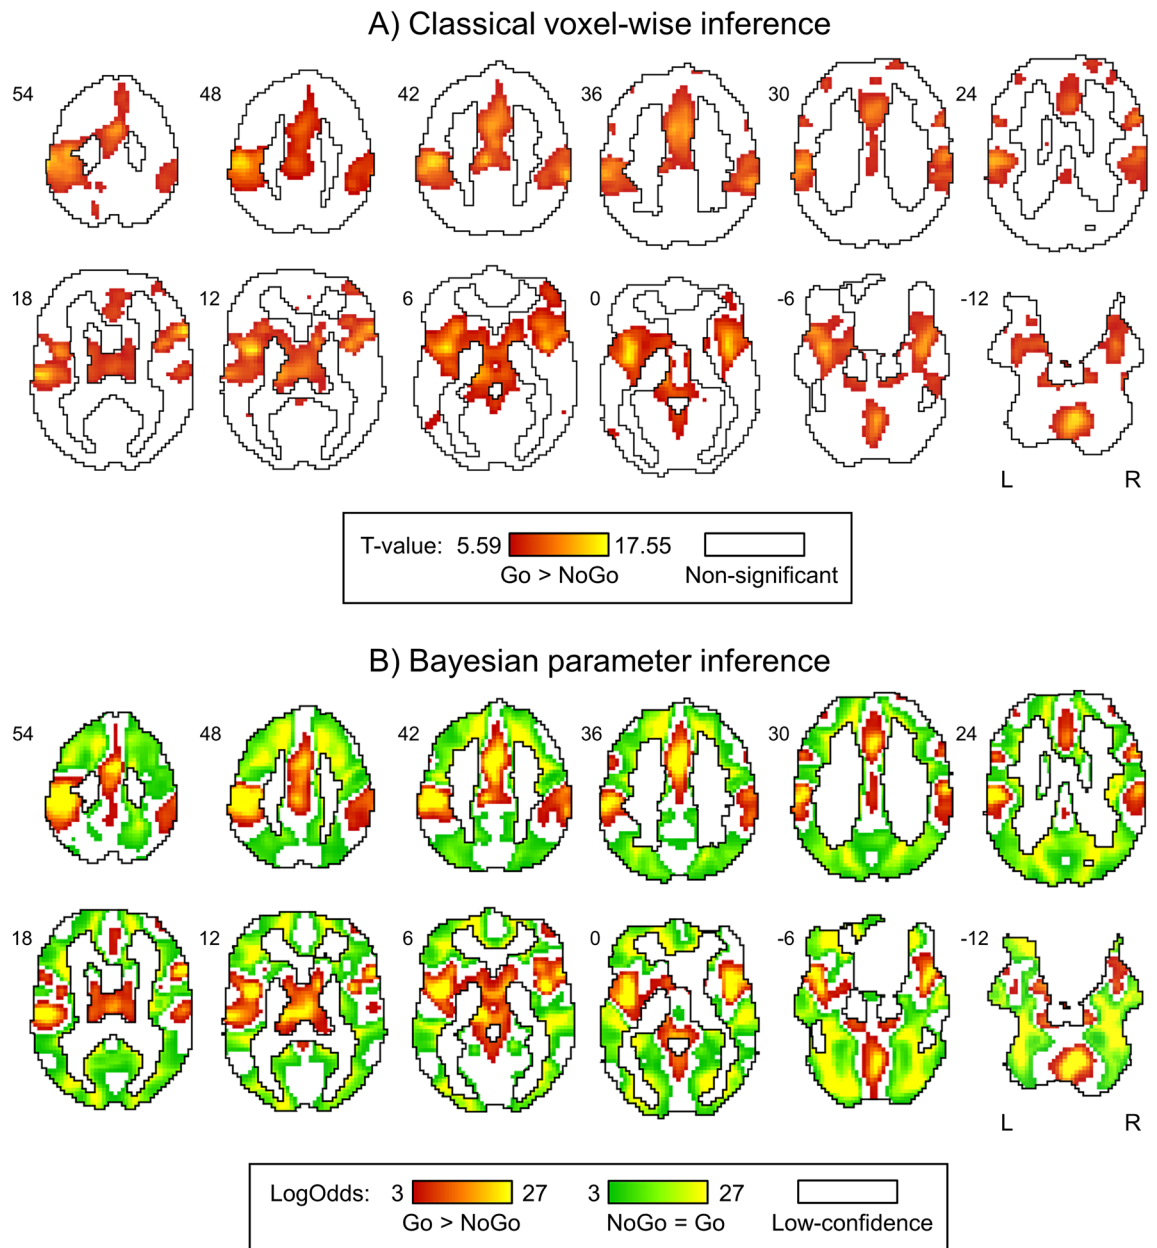 A) Classical voxel-wise inference
54 48 42 36 30 24
18 12 6 0 -6 -12
L R
T-value: 5.59 17.55
Go > NoGo Non-significant
B) Bayesian parameter inference
54 48 42 36 30 24
18 12 6 0 -6 -12
L R
LogOdds: 3 27 3 27
Go > NoGo NoGo = Go Low-confidence